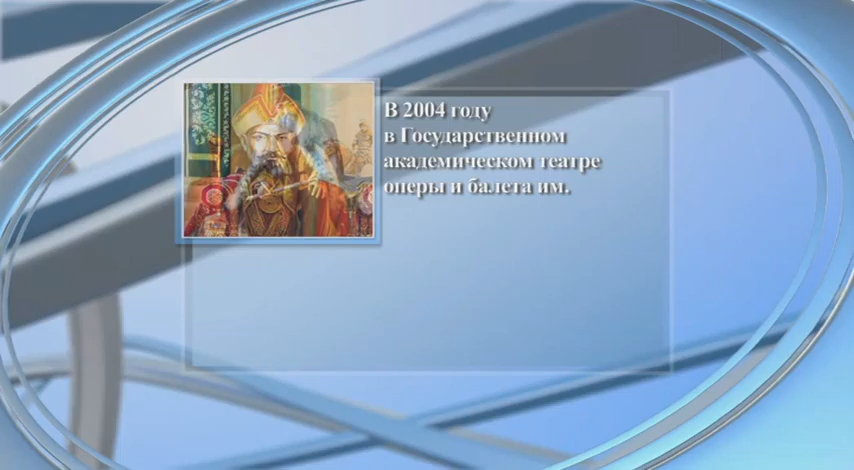 В 2004 году
в Государственном
академическом театре
оперы и балета им.